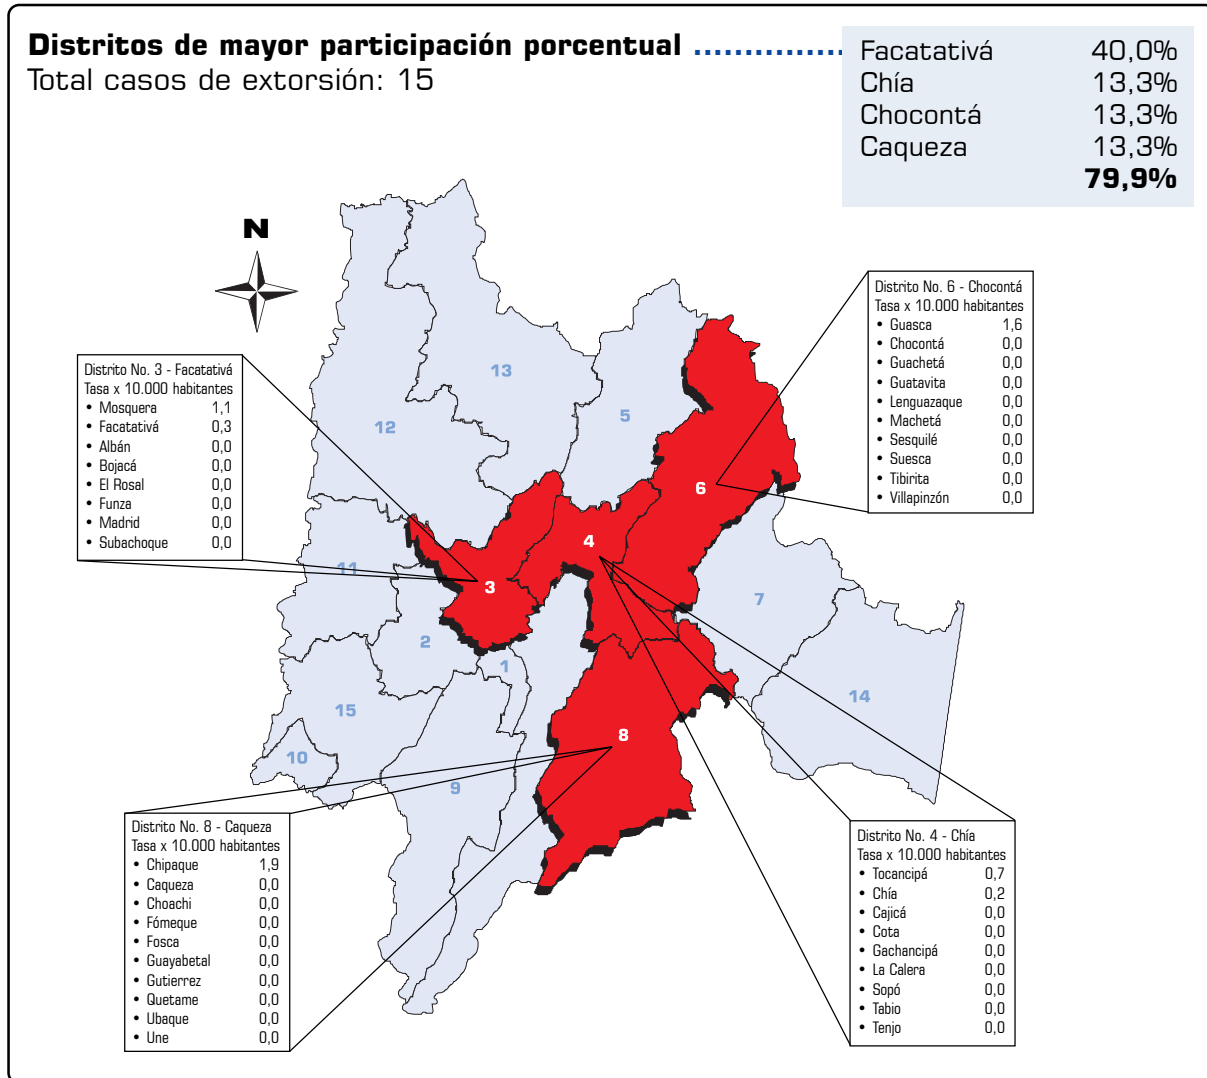 Distritos de mayor participación porcentual
Total casos de extorsión: 15
Facatativá 40,0%
Chía 13,3%
Chocontá 13,3%
Caqueza 13,3%
79,9%
N
Distrito No. 6 - Chocontá
Tasa x 10.000 habitantes
• Guasca 1,6
• Chocontá 0,0
• Guachetá 0,0
• Guatavita 0,0
• Lenguazaque 0,0
• Machetá 0,0
• Sesquilé 0,0
• Suesca 0,0
• Tibirita 0,0
• Villapinzón 0,0
Distrito No. 3 - Facatativá
Tasa x 10.000 habitantes
• Mosquera 1,1
• Facatativá 0,3
• Albán 0,0
• Bojacá 0,0
• El Rosal 0,0
• Funza 0,0
• Madrid 0,0
• Subachoque 0,0
13
12
5
6
4
11
3
7
2
1
14
15
8
10
9
Distrito No. 8 - Caqueza
Tasa x 10.000 habitantes
• Chipaque 1,9
• Caqueza 0,0
• Choachi 0,0
• Fómeque 0,0
• Fosca 0,0
• Guayabetal 0,0
• Gutierrez 0,0
• Quetame 0,0
• Ubaque 0,0
• Une 0,0
Distrito No. 4 - Chía
Tasa x 10.000 habitantes
• Tocancipá 0,7
• Chía 0,2
• Cajicá 0,0
• Cota 0,0
• Gachancipá 0,0
• La Calera 0,0
• Sopó 0,0
• Tabio 0,0
• Tenjo 0,0